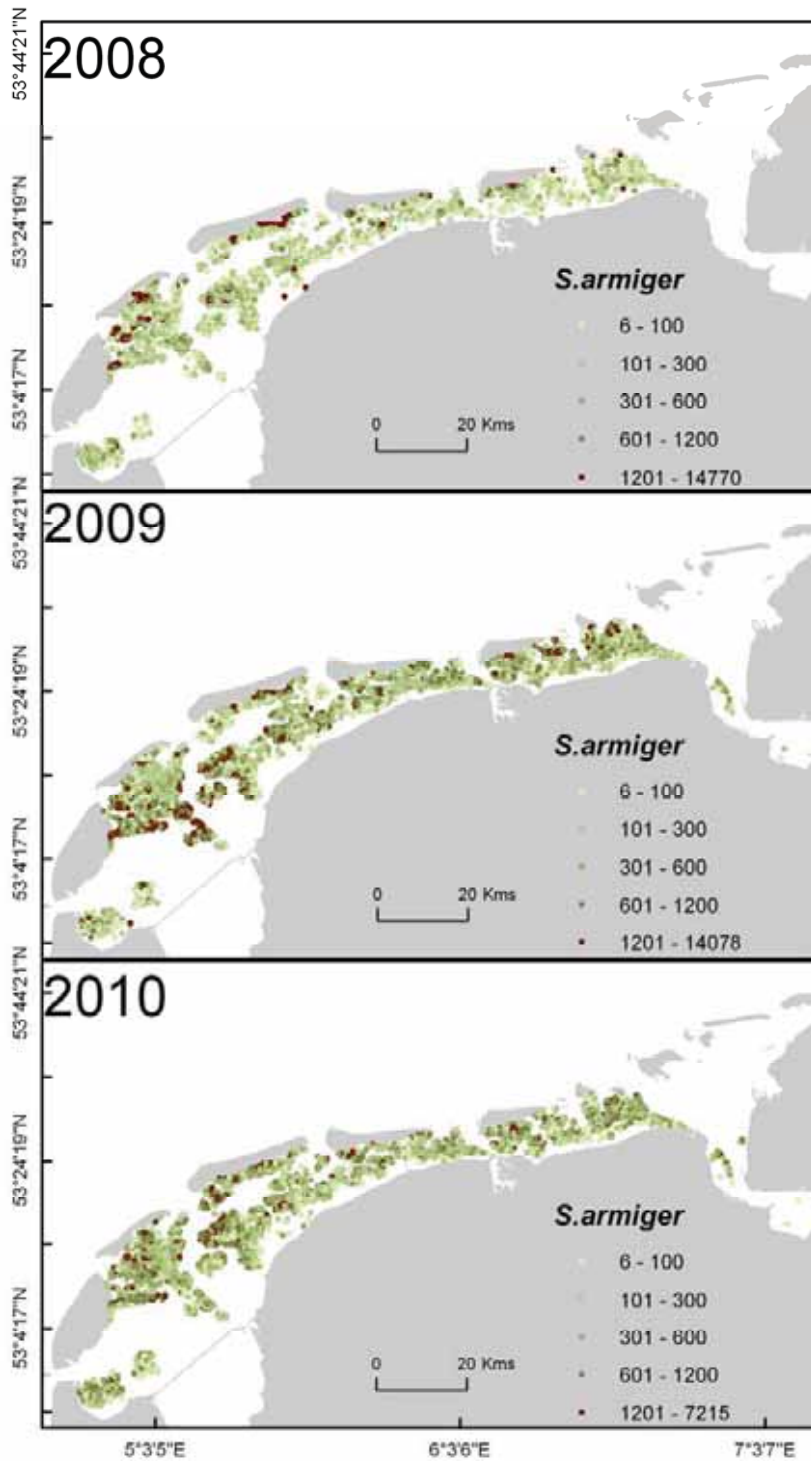 2008
53°44'21"N
53°24'19"N
53°4'17"N
S.armiger
6 - 100
101 - 300
301 - 600
601 - 1200
1201 - 14770
0 20 Kms
2009
53°44'21"N
53°24'19"N
53°4'17"N
S.armiger
6 - 100
101 - 300
301 - 600
601 - 1200
1201 - 14078
0 20 Kms
2010
53°44'21"N
53°24'19"N
53°4'17"N
S.armiger
6 - 100
101 - 300
301 - 600
601 - 1200
1201 - 7215
0 20 Kms
5°3'5"E 6°3'6"E 7°3'7"E